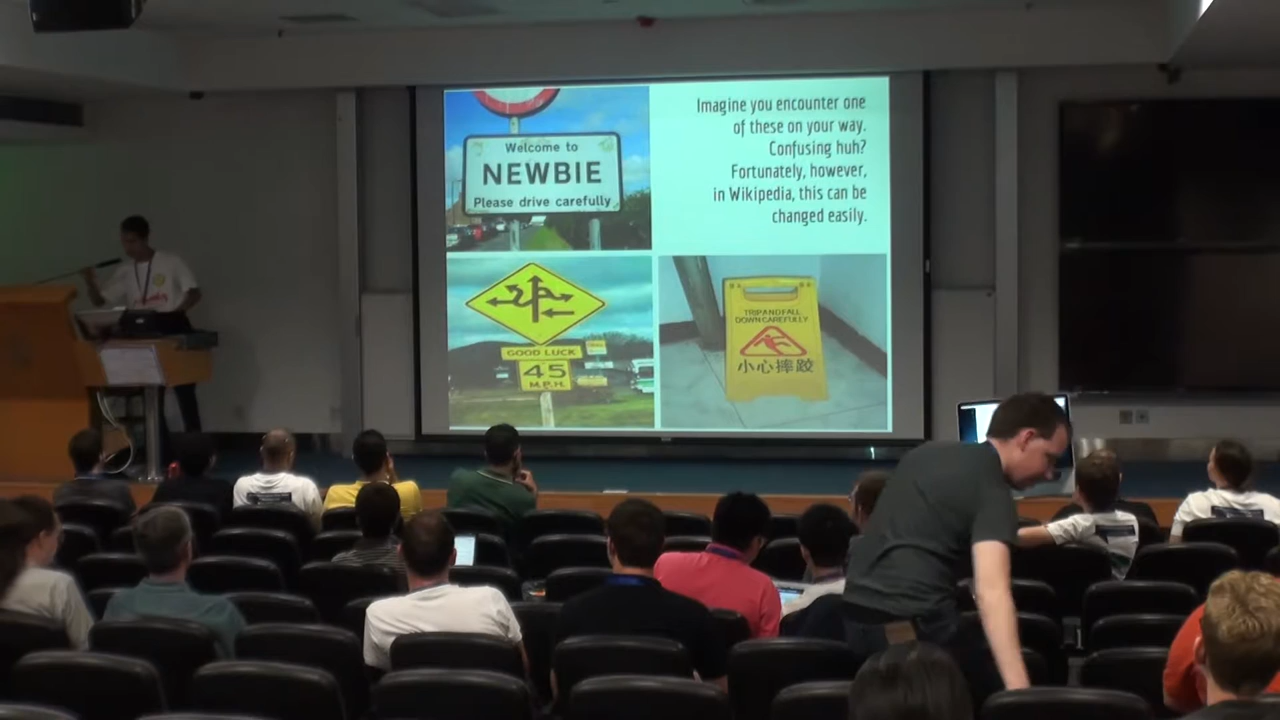 Welcome to
NEWBIE
Please drive carefully
Imagine you encounter one
of these on your way.
Confusing huh?
Fortunately, however,
in Wikipedia, this can be
changed easily.
GOOD LUCK
45
M.P.H.
TRIP AND FALL
DOWN CAREFULLY
小心摔跤